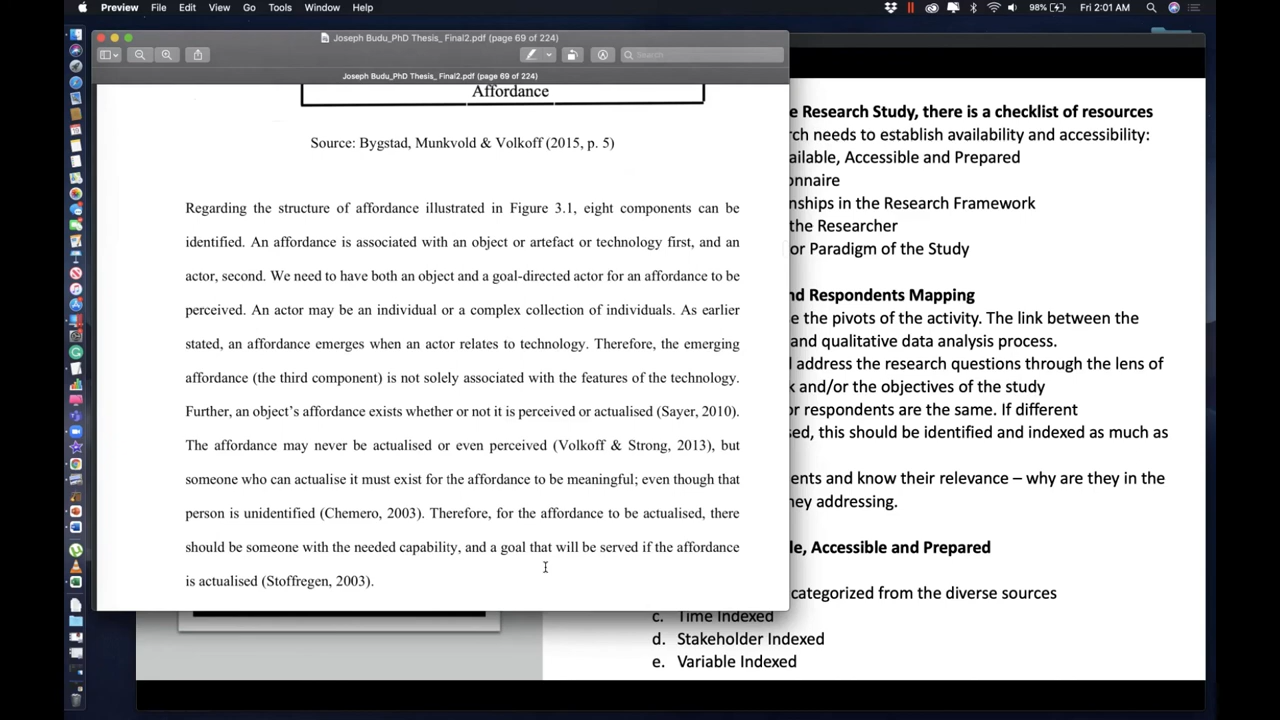 Preview File Edit View Go Tools Window Help 98% Fri 2:01 AM
Joseph Budu_PhD Thesis_ Final2.pdf (page 69 of 224)
Search
Joseph Budu_PhD Thesis_ Final2.pdf (page 69 of 224)
Affordance
Source: Bygstad, Munkvold & Volkoff (2015, p. 5)
Regarding the structure of affordance illustrated in Figure 3.1, eight components can be
identified. An affordance is associated with an object or artefact or technology first, and an
actor, second. We need to have both an object and a goal-directed actor for an affordance to be
perceived. An actor may be an individual or a complex collection of individuals. As earlier
stated, an affordance emerges when an actor relates to technology. Therefore, the emerging
affordance (the third component) is not solely associated with the features of the technology.
Further, an object's affordance exists whether or not it is perceived or actualised (Sayer, 2010).
The affordance may never be actualised or even perceived (Volkoff & Strong, 2013), but
someone who can actualise it must exist for the affordance to be meaningful; even though that
person is unidentified (Chemero, 2003). Therefore, for the affordance to be actualised, there
should be someone with the needed capability, and a goal that will be served if the affordance
is actualised (Stoffregen, 2003).
e Research Study, there is a checklist of resources
rch needs to establish availability and accessibility:
ailable, Accessible and Prepared
onnaire
nships in the Research Framework
the Researcher
or Paradigm of the Study
nd Respondents Mapping
e the pivots of the activity. The link between the
and qualitative data analysis process.
d address the research questions through the lens of
k and/or the objectives of the study
or respondents are the same. If different
sed, this should be identified and indexed as much as
ents and know their relevance – why are they in the
hey addressing.
le, Accessible and Prepared
categorized from the diverse sources
c. Time Indexed
d. Stakeholder Indexed
e. Variable Indexed